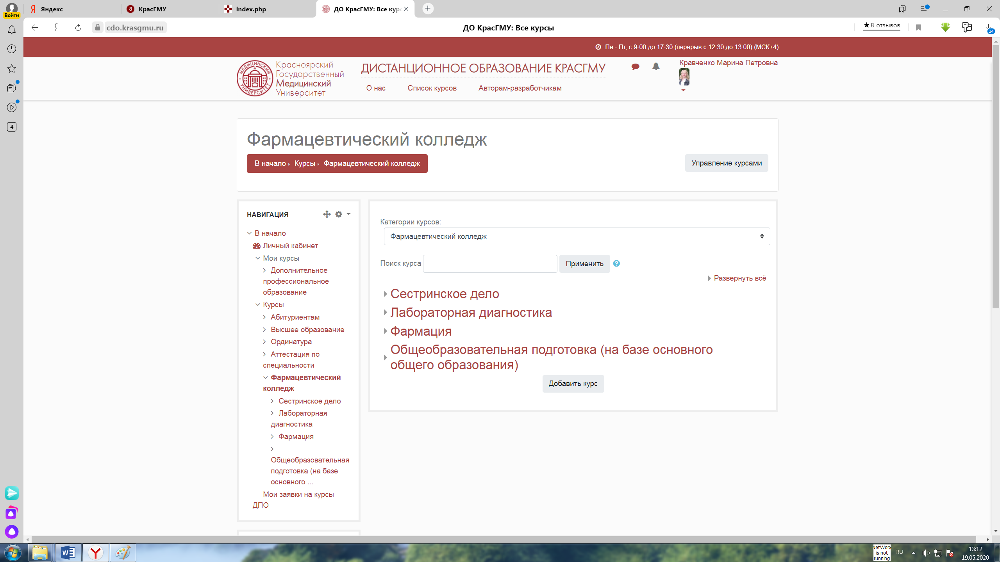 Войти
Яндекс
8 КрасГМУ
index.php
ДО КрасГМУ: Все курс
cdo.krasgmu.ru
ДО КрасГМУ: Все курсы
★8 отзывов
24
4
Пн - Пт, с 9-00 до 17-30 (перерыв с 12:30 до 13:00) (МСК+4)
МЕДИЦИНСКИЙ УНИВЕРСИТЕТ
Красноярский
Государственный
Медицинский
Университет
ДИСТАНЦИОННОЕ ОБРАЗОВАНИЕ КРАСГМУ
О нас
Список курсов
Авторам-разработчикам
Кравченко Марина Петровна
Фармацевтический колледж
В начало
Курсы
Фармацевтический колледж
Управление курсами
НАВИГАЦИЯ
В начало
Личный кабинет
Мои курсы
Дополнительное
профессиональное
образование
Курсы
Абитуриентам
Высшее образование
Ординатура
Аттестация по
специальности
Фармацевтический
колледж
Сестринское дело
Лабораторная
диагностика
Фармация
Общеобразовательная
подготовка (на базе
основного ...
Мои заявки на курсы
ДПО
Категории курсов:
Фармацевтический колледж
Поиск курса
Применить
Развернуть всё
Сестринское дело
Лабораторная диагностика
Фармация
Общеобразовательная подготовка (на базе основного
общего образования)
Добавить курс
NetWorx
is not
running
RU
13:12
19.05.2020